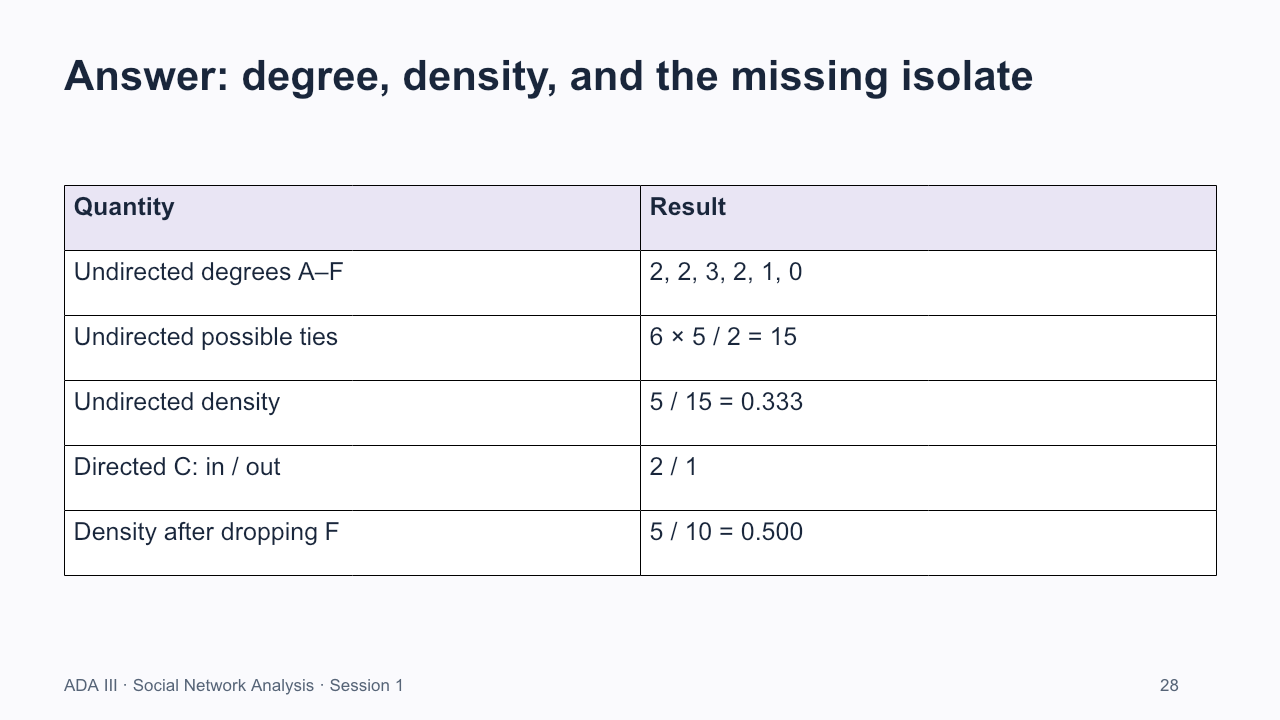 Answer: degree, density, and the missing isolate
Quantity
Result
Undirected degrees A–F
2, 2, 3, 2, 1, 0
Undirected possible ties
6 × 5 / 2 = 15
Undirected density
5 / 15 = 0.333
Directed C: in / out
2 / 1
Density after dropping F
5 / 10 = 0.500
ADA III · Social Network Analysis · Session 1
28